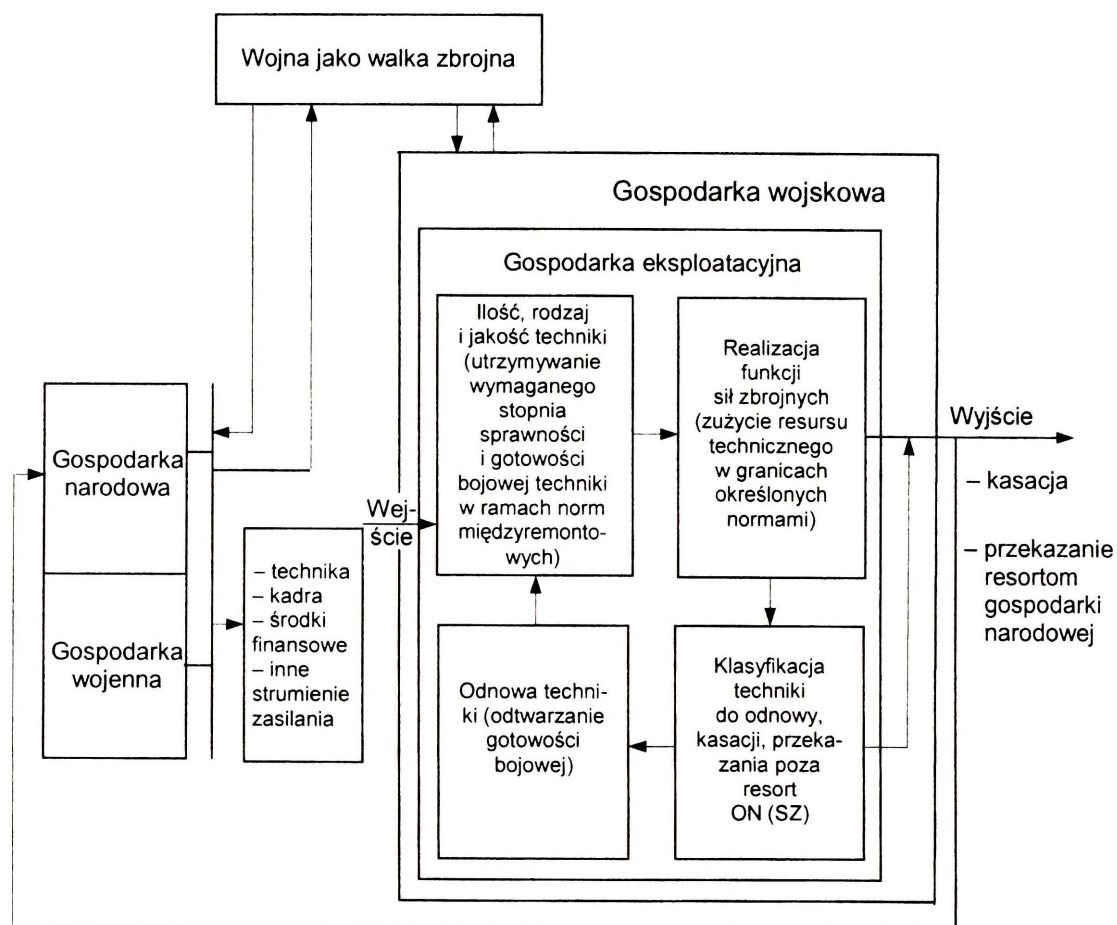 Wojna jako walka zbrojna
Gospodarka wojskowa
Gospodarka eksploatacyjna
Ilość, rodzaj
i jakość techniki
(utrzymywanie
wymaganego
stopnia
sprawności
i gotowości
bojowej techniki
w ramach norm
międzyremonto-
wych)
Realizacja
funkcji
sił zbrojnych
(zużycie resursu
technicznego
w granicach
określonych
normami)
Gospodarka
narodowa
Gospodarka
wojenna
– technika
– kadra
– środki
finansowe
– inne
strumienie
zasilania
Wej-
ście
Odnowa techni-
ki (odtwarzanie
gotowości
bojowej)
Klasyfikacja
techniki
do odnowy,
kasacji, przeka-
zania poza
resort
ON (SZ)
Wyjście
– kasacja
– przekazanie
resortom
gospodarki
narodowej